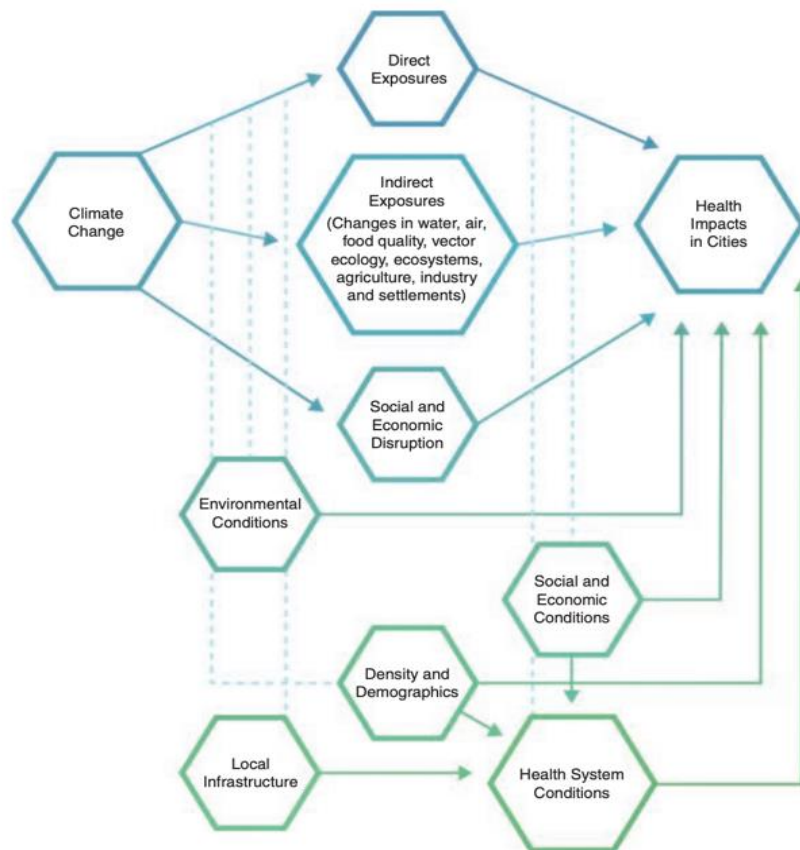 Direct
Exposures
Climate
Change
Indirect
Exposures
(Changes in water, air,
food quality, vector
ecology, ecosystems,
agriculture, industry
and settlements)
Health
Impacts
in Cities
Social and
Economic
Disruption
Environmental
Conditions
Social and
Economic
Conditions
Density and
Demographics
Local
Infrastructure
Health System
Conditions